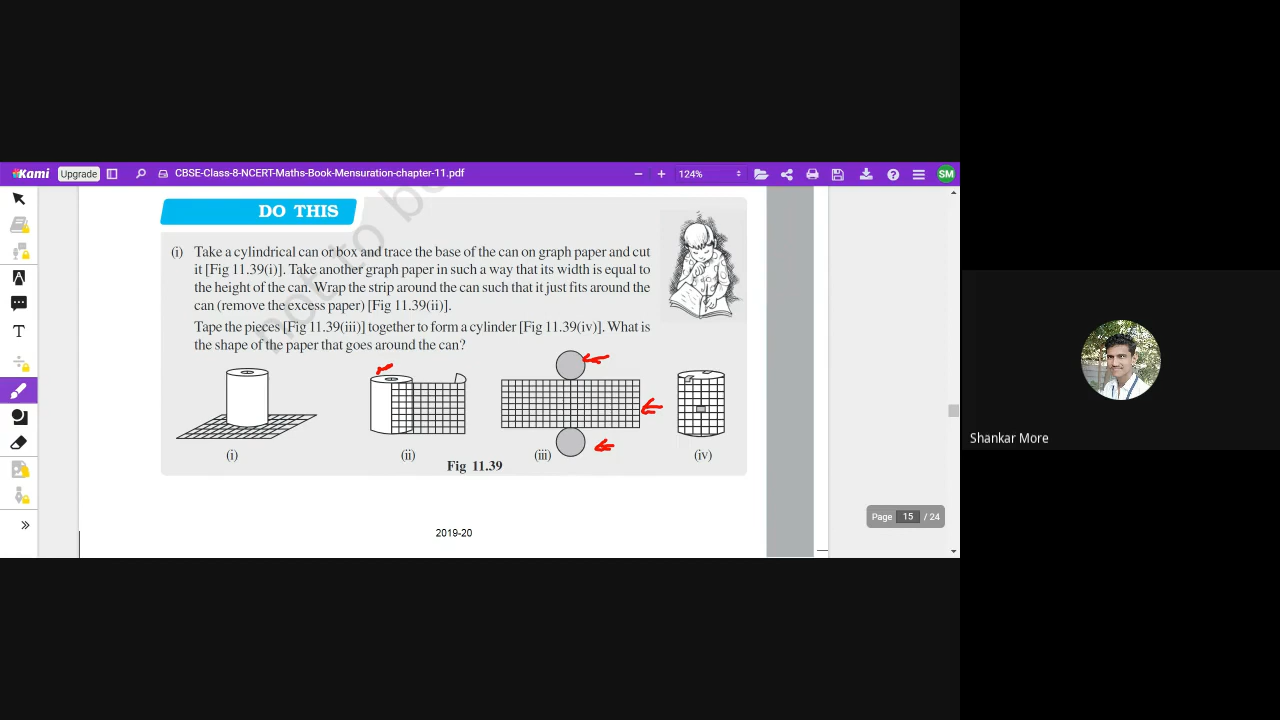 Kami
Upgrade
CBSE-Class-8-NCERT-Maths-Book-Mensuration-chapter-11.pdf
124%
SM
DO THIS
not to b
(i) Take a cylindrical can or box and trace the base of the can on graph paper and cut
it [Fig 11.39(i)]. Take another graph paper in such a way that its width is equal to
the height of the can. Wrap the strip around the can such that it just fits around the
can (remove the excess paper) [Fig 11.39(ii)].
Tape the pieces [Fig 11.39(iii)] together to form a cylinder [Fig 11.39(iv)]. What is
the shape of the paper that goes around the can?
(i) (ii) (iii) (iv)
Fig 11.39
Page 15 / 24
2019-20
Shankar More